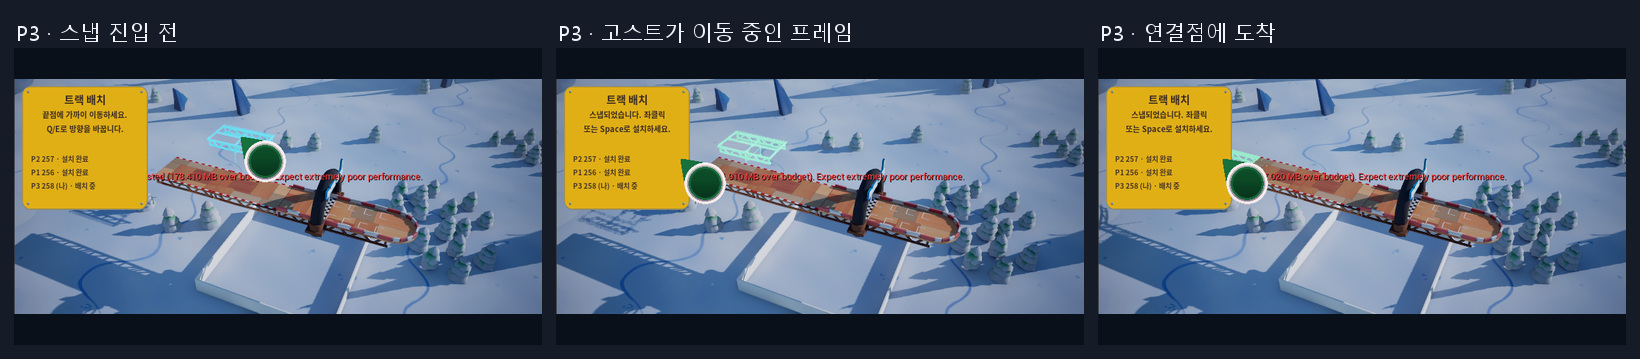 P3 · 스냅 진입 전
트랙 배치
끝점에 가까이 이동하세요.
Q/E로 방향을 바꿉니다.
P2 257 · 설치 완료
P1 256 · 설치 완료
P3 258 (나) · 배치 중
(178.410 MB over
Expect extremely poor performance.
P3 · 고스트가 이동 중인 프레임
트랙 배치
스냅되었습니다. 좌클릭
또는 Space로 설치하세요.
P2 257 · 설치 완료
P1 256 · 설치 완료
P3 258 (나) · 배치 중
910 MB over budget). Expect extremely poor performance.
P3 · 연결점에 도착
트랙 배치
스냅되었습니다. 좌클릭
또는 Space로 설치하세요.
P2 257 · 설치 완료
P1 256 · 설치 완료
P3 258 (나) · 배치 중
020 MB over budget). Expect extremely poor performance.